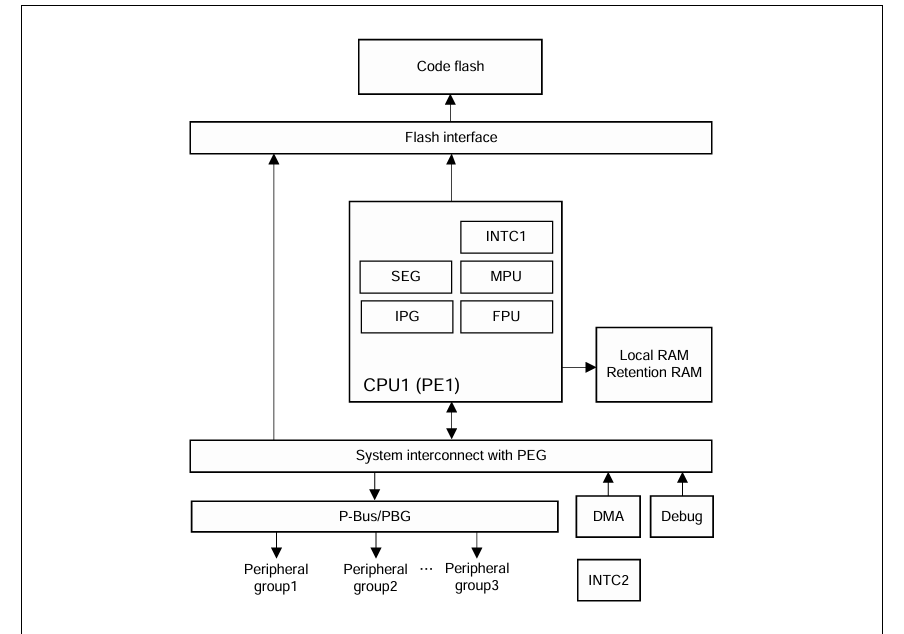 Code flash
Flash interface
INTC1
SEG
MPU
IPG
FPU
Local RAM
Retention RAM
CPU1 (PE1)
System interconnect with PEG
P-Bus/PBG
DMA
Debug
Peripheral
group1
Peripheral
group2
...
Peripheral
group3
INTC2